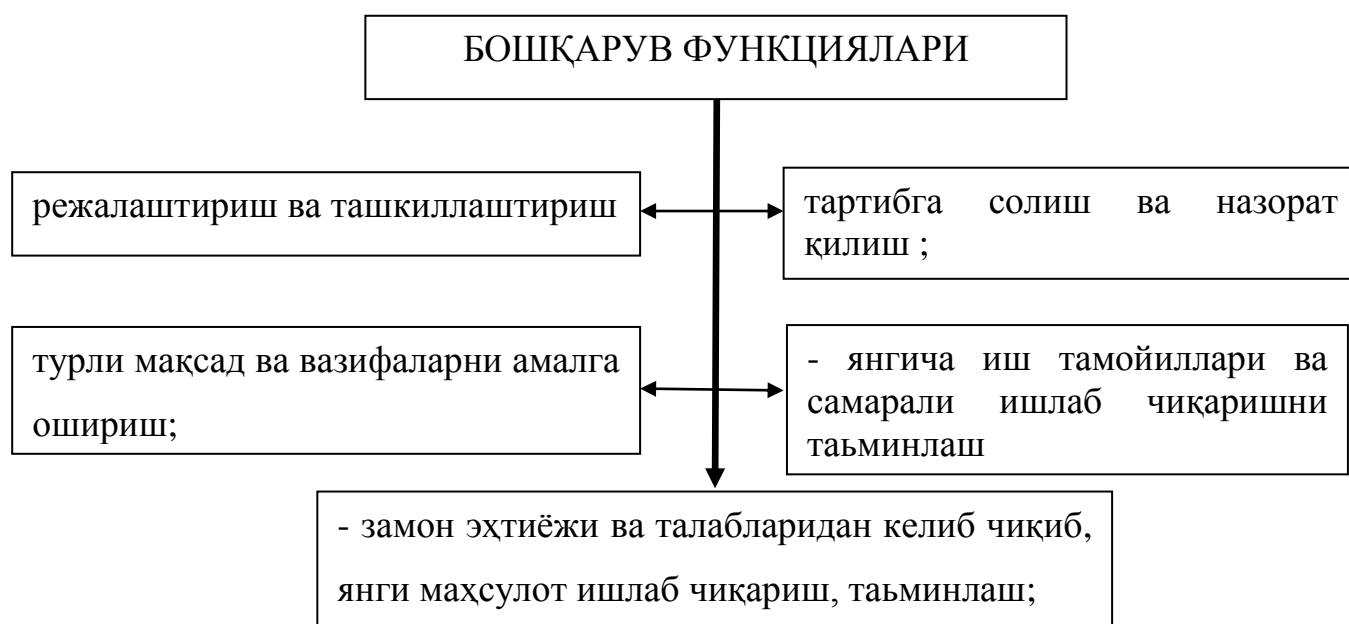 БОШҚАРУВ ФУНКЦИЯЛАРИ
режалаштириш ва ташкиллаштириш
тартибга солиш ва назорат
қилиш ;
турли мақсад ва вазифаларни амалга
ошириш;
- янгича иш тамойиллари ва
самарали ишлаб чиқаришни
таьминлаш
- замон эҳтиёжи ва талабларидан келиб чиқиб,
янги маҳсулот ишлаб чиқариш, таьминлаш;